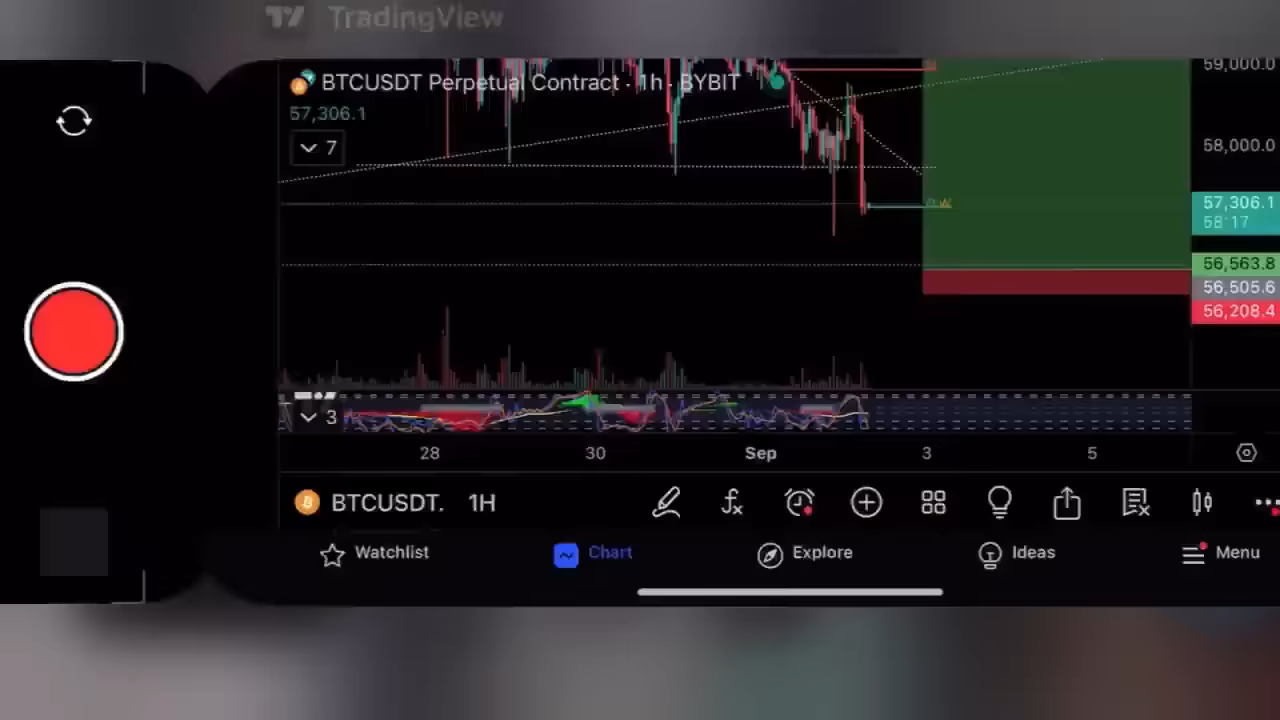 TradingView
BTCUSDT Perpetual Contract · 1h · BYBIT
57,306.1
7
59,000.0
58,000.0
57,306.1
58:17
56,563.8
56,505.6
56,208.4
3
28 30 Sep 3 5
BTCUSDT. 1H
Watchlist Chart Explore Ideas Menu